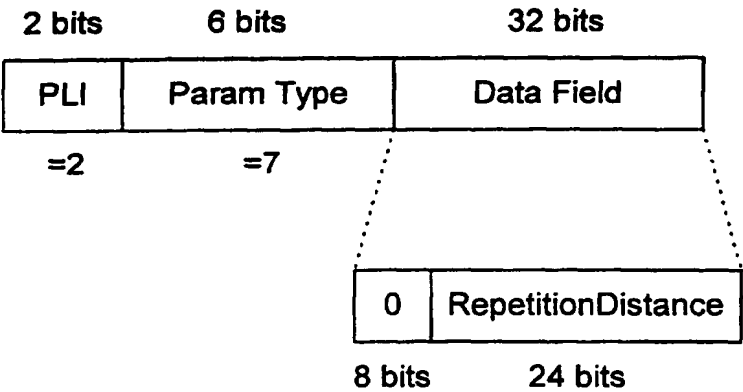 2 bits 6 bits 32 bits
PLI Param Type Data Field
=2 =7
0 RepetitionDistance
8 bits 24 bits